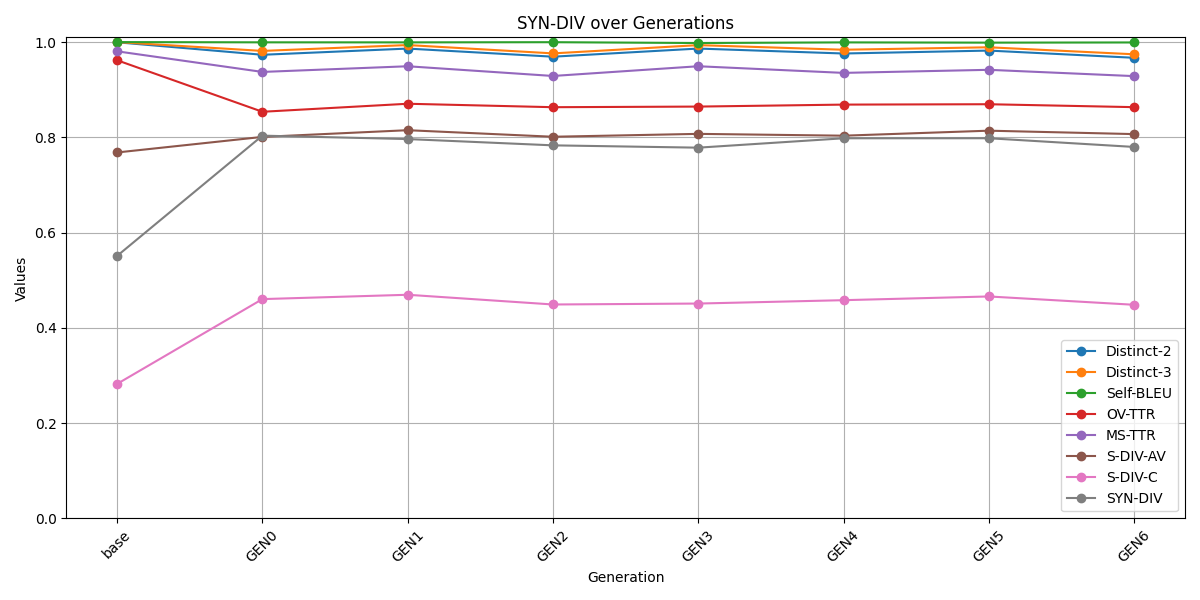 SYN-DIV over Generations
Values
1.0
0.8
0.6
0.4
0.2
0.0
Distinct-2
Distinct-3
Self-BLEU
OV-TTR
MS-TTR
S-DIV-AV
S-DIV-C
SYN-DIV
base
GEN0
GEN1
GEN2
GEN3
GEN4
GEN5
GEN6
Generation